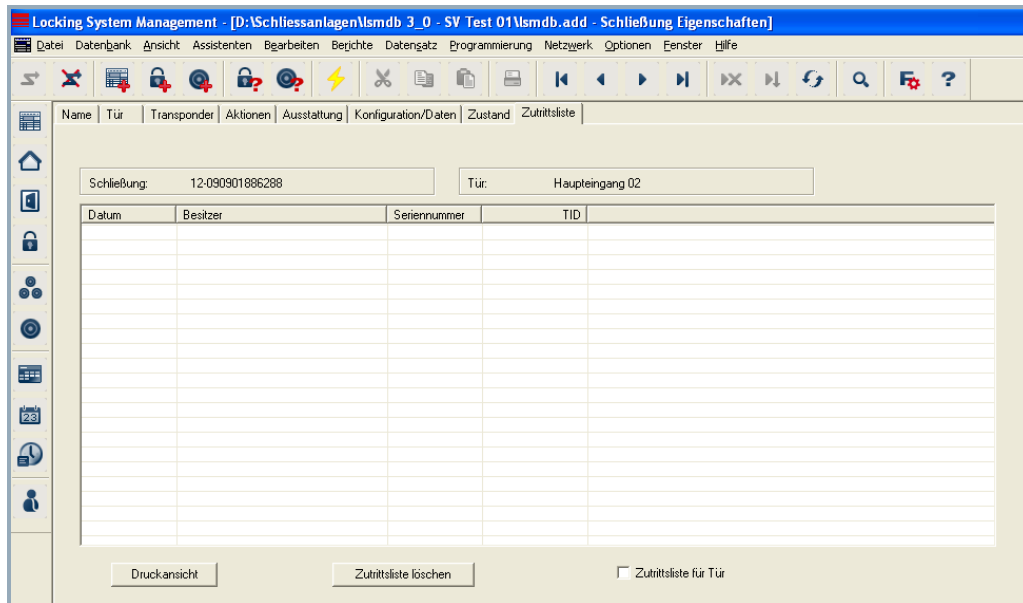 Locking System Management - [D:\Schliessanlagen\lsmdb 3_0 - SV Test 01\lsmdb.add - Schließung Eigenschaften]
Datei Datenbank Ansicht Assistenten Bearbeiten Berichte Datensatz Programmierung Netzwerk Optionen Fenster Hilfe
Name Tür Transponder Aktionen Ausstattung Konfiguration/Daten Zustand Zutrittsliste
Schließung: 12-090901886288 Tür: Haupteingang 02
Datum Besitzer Seriennummer TID
23
Druckansicht Zutrittsliste löschen Zutrittsliste für Tür